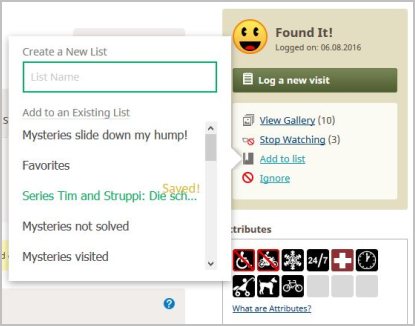 Create a New List
List Name
Add to an Existing List
Mysteries slide down my hump!
Favorites
Series Tim and Struppi: Die sch...
Saved!
Mysteries not solved
Mysteries visited
Found It!
Logged on: 06.08.2016
Log a new visit
View Gallery (10)
Stop Watching (3)
Add to list
Ignore
Attributes
24/7
What are Attributes?